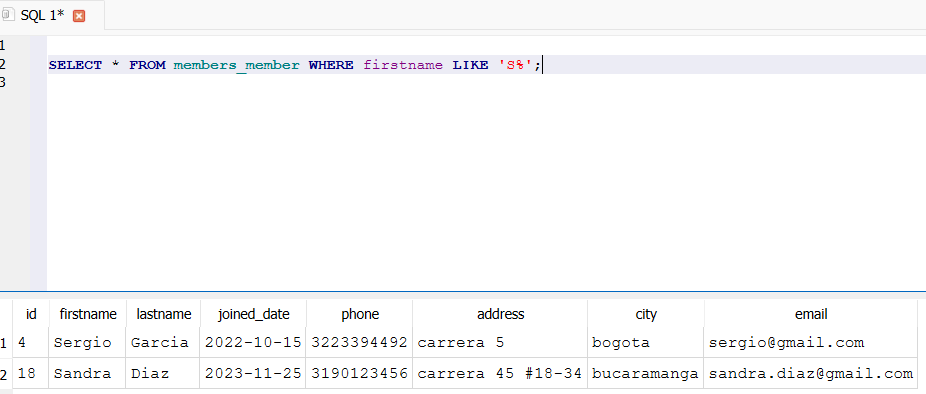 SQL 1*
1
2 SELECT * FROM members_member WHERE firstname LIKE 'S%';
3
id firstname lastname joined_date phone address city email
1 4 Sergio Garcia 2022-10-15 3223394492 carrera 5 bogota sergio@gmail.com
2 18 Sandra Diaz 2023-11-25 3190123456 carrera 45 #18-34 bucaramanga sandra.diaz@gmail.com